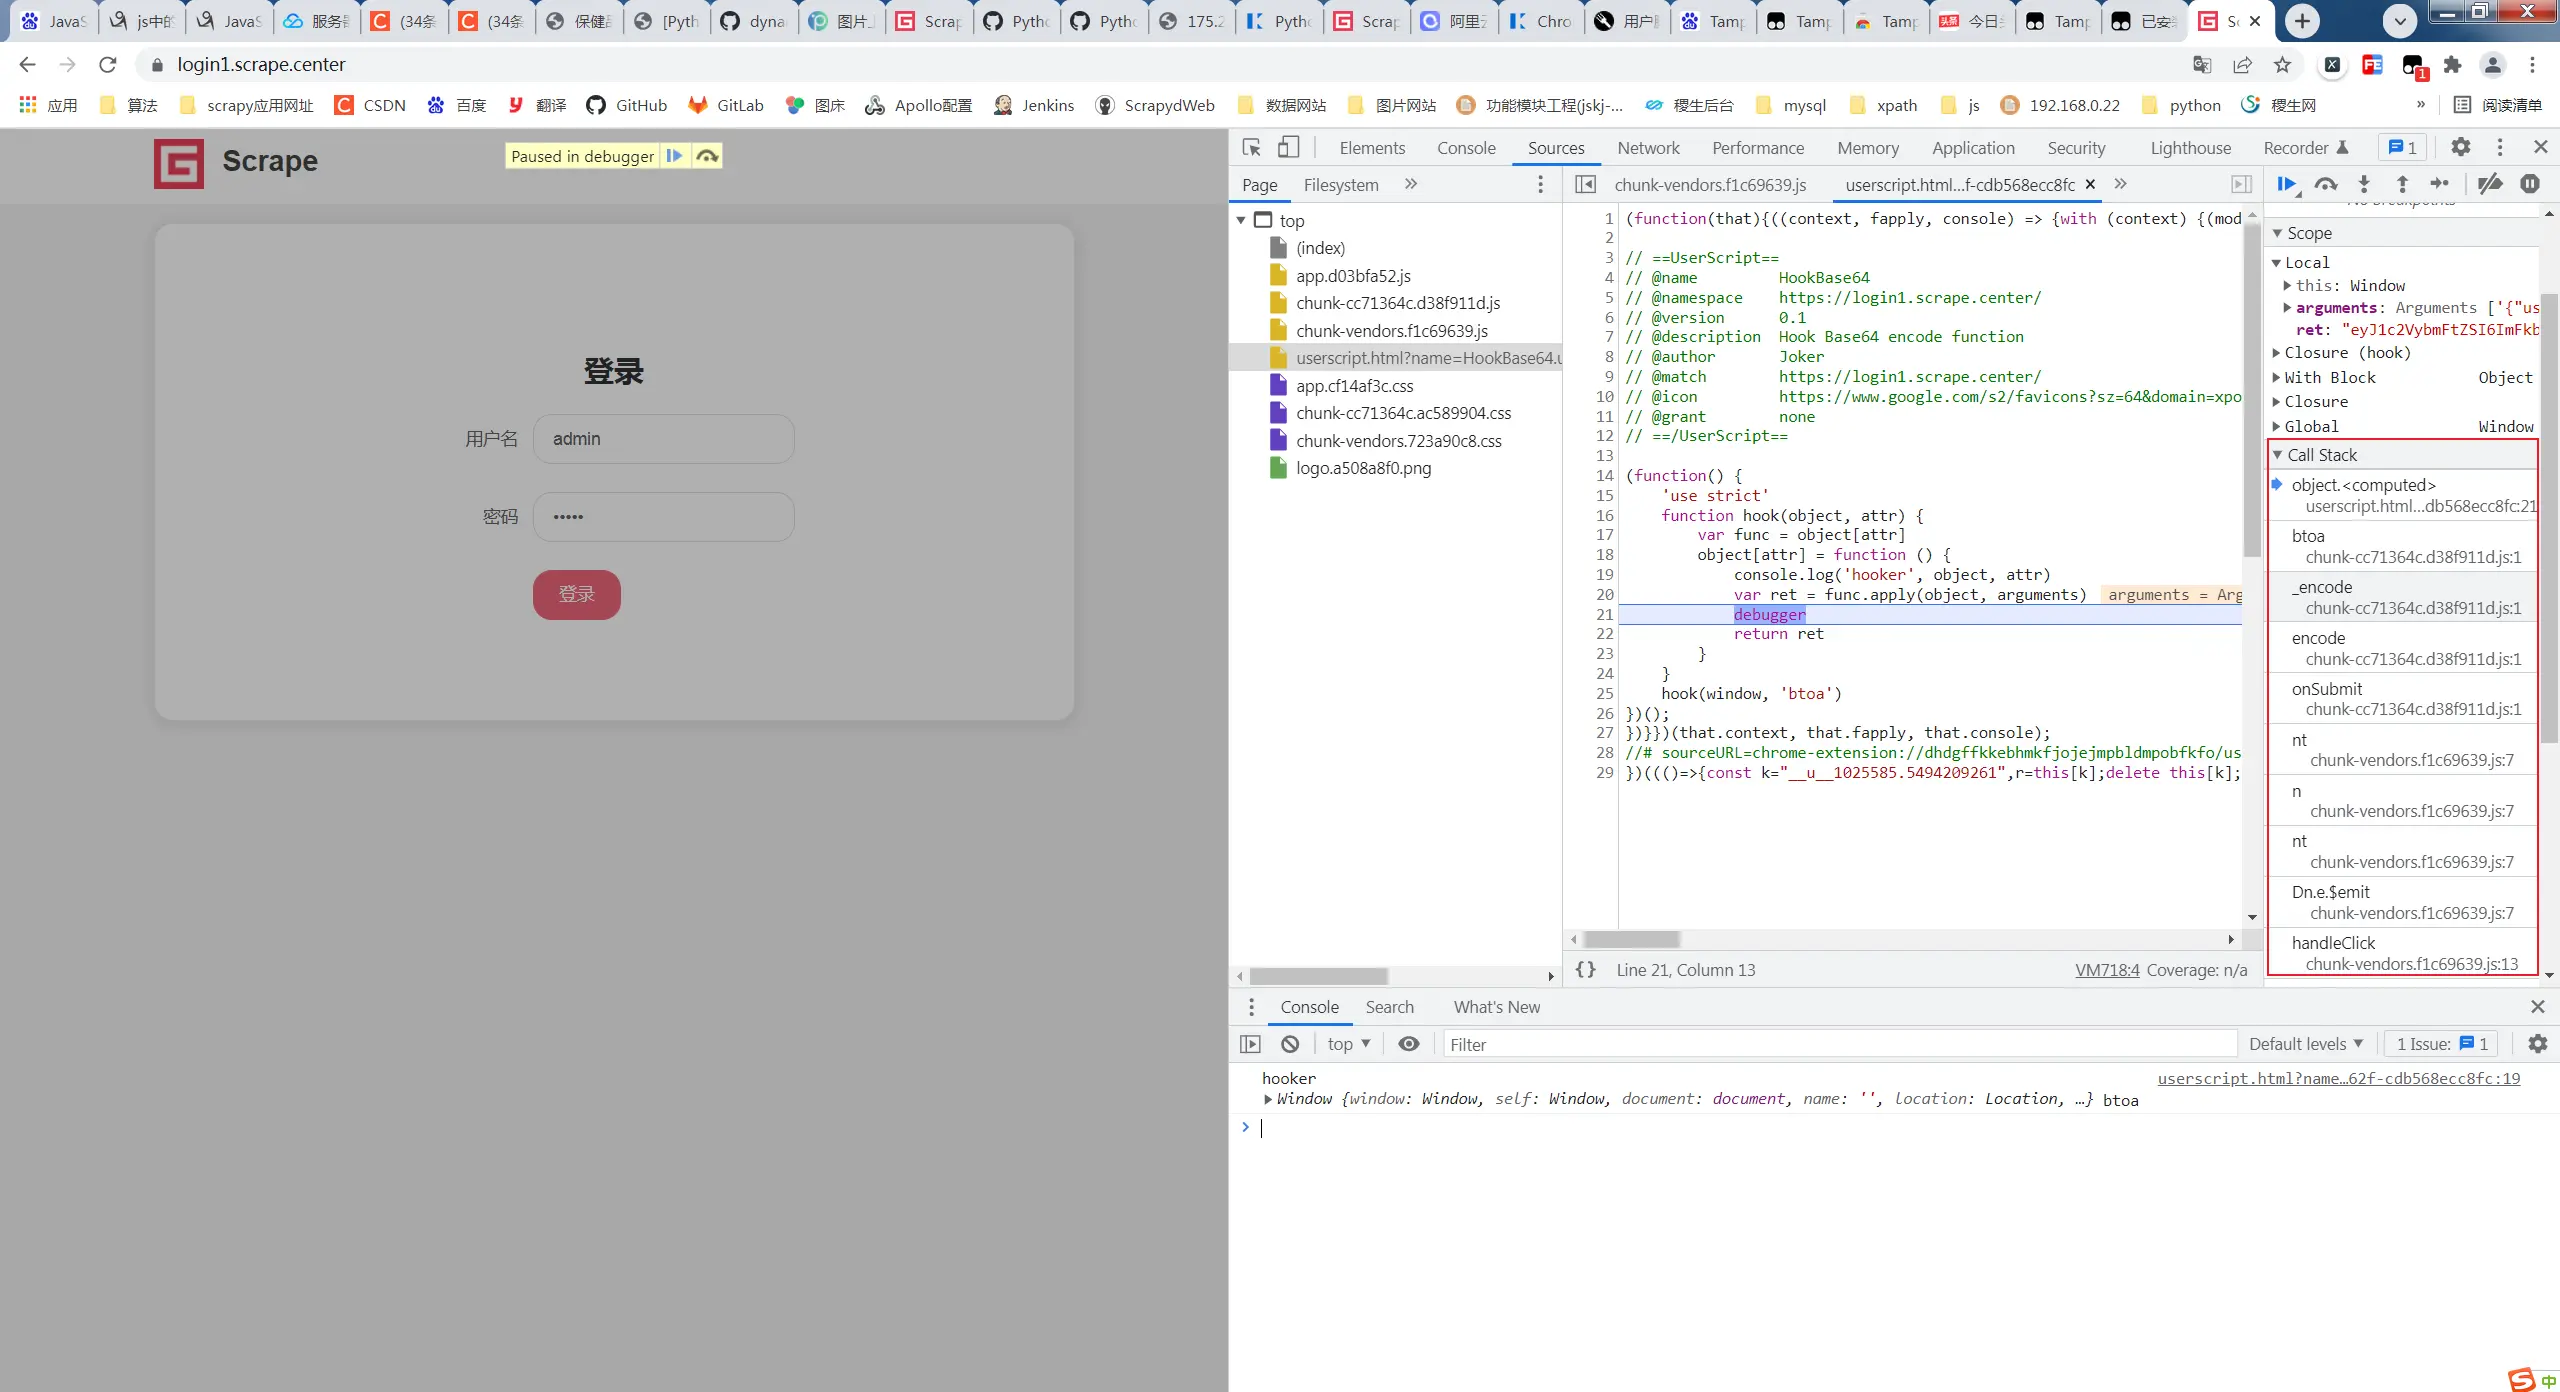 JavaS
js中的
JavaS
服务器
(34条
(34条
保健品
[Pyth
dyna
图片上
Scrap
Pytho
Pytho
175.2
Pytho
Scrap
阿里云
Chro
用户脚
Tamp
Tamp
Tamp
今日头
Tamp
已安装
Sc
login1.scrape.center
应用
算法
scrapy应用网址
CSDN
百度
翻译
GitHub
GitLab
图床
Apollo配置
Jenkins
ScrapydWeb
数据网站
图片网站
功能模块工程(jskj-...
稷生后台
mysql
xpath
js
192.168.0.22
python
稷生网
»
阅读清单
Scrape
Paused in debugger
登录
用户名 admin
密码 •••••
登录
Elements Console Sources Network Performance Memory Application Security Lighthouse Recorder 1
Page Filesystem »
top
(index)
app.d03bfa52.js
chunk-cc71364c.d38f911d.js
chunk-vendors.f1c69639.js
userscript.html?name=HookBase64.u
app.cf14af3c.css
chunk-cc71364c.ac589904.css
chunk-vendors.723a90c8.css
logo.a508a8f0.png
chunk-vendors.f1c69639.js userscript.html...f-cdb568ecc8fc × »
1 (function(that){((context, fapply, console) => {with (context) {(mod
2
3 // ==UserScript==
4 // @name         HookBase64
5 // @namespace    https://login1.scrape.center/
6 // @version      0.1
7 // @description  Hook Base64 encode function
8 // @author       Joker
9 // @match        https://login1.scrape.center/
10 // @icon         https://www.google.com/s2/favicons?sz=64&domain=xpo
11 // @grant        none
12 // ==/UserScript==
13
14 (function() {
15     'use strict'
16     function hook(object, attr) {
17         var func = object[attr]
18         object[attr] = function () {
19             console.log('hooker', object, attr)
20             var ret = func.apply(object, arguments)  arguments = Arg
21             debugger
22             return ret
23         }
24     }
25     hook(window, 'btoa')
26 })();
27 })}})(that.context, that.fapply, that.console);
28 //# sourceURL=chrome-extension://dhdgffkkebhmkfjojejmpbldmpobfkfo/us
29 })((()=>{const k="__u__1025585.5494209261",r=this[k];delete this[k];
{} Line 21, Column 13 VM718:4 Coverage: n/a
No breakpoints
Scope
Local
this: Window
arguments: Arguments ['{"us
ret: "eyJ1c2VybmFtZSI6ImFkb
Closure (hook)
With Block Object
Closure
Global Window
Call Stack
object.<computed>
userscript.html...db568ecc8fc:21
btoa
chunk-cc71364c.d38f911d.js:1
_encode
chunk-cc71364c.d38f911d.js:1
encode
chunk-cc71364c.d38f911d.js:1
onSubmit
chunk-cc71364c.d38f911d.js:1
nt
chunk-vendors.f1c69639.js:7
n
chunk-vendors.f1c69639.js:7
nt
chunk-vendors.f1c69639.js:7
Dn.e.$emit
chunk-vendors.f1c69639.js:7
handleClick
chunk-vendors.f1c69639.js:13
Console Search What's New
top Filter Default levels 1 Issue: 1
hooker userscript.html?name…62f-cdb568ecc8fc:19
Window {window: Window, self: Window, document: document, name: '', location: Location, …} btoa
中